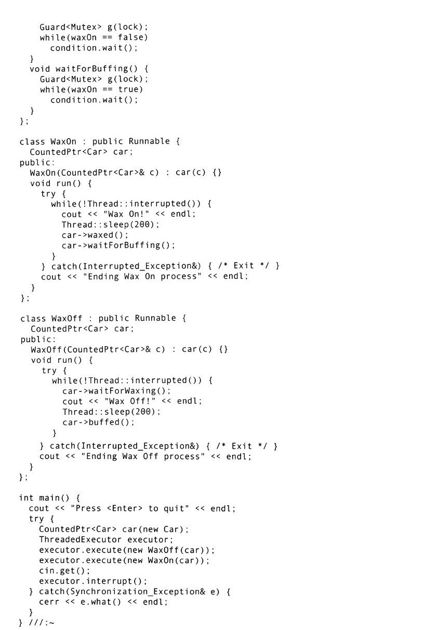 Guard<Mutex> g(lock);
    while(waxOn == false)
      condition.wait();
  }
  void waitForBuffing() {
    Guard<Mutex> g(lock);
    while(waxOn == true)
      condition.wait();
  }
};
class WaxOn : public Runnable {
  CountedPtr<Car> car;
public:
  WaxOn(CountedPtr<Car>& c) : car(c) {}
  void run() {
    try {
      while(!Thread::interrupted()) {
        cout << "Wax On!" << endl;
        Thread::sleep(200);
        car->waxed();
        car->waitForBuffing();
      }
    } catch(Interrupted_Exception&) { /* Exit */ }
    cout << "Ending Wax On process" << endl;
  }
};
class WaxOff : public Runnable {
  CountedPtr<Car> car;
public:
  WaxOff(CountedPtr<Car>& c) : car(c) {}
  void run() {
    try {
      while(!Thread::interrupted()) {
        car->waitForWaxing();
        cout << "Wax Off!" << endl;
        Thread::sleep(200);
        car->buffed();
      }
    } catch(Interrupted_Exception&) { /* Exit */ }
    cout << "Ending Wax Off process" << endl;
  }
};
int main() {
  cout << "Press <Enter> to quit" << endl;
  try {
    CountedPtr<Car> car(new Car);
    ThreadedExecutor executor;
    executor.execute(new WaxOff(car));
    executor.execute(new WaxOn(car));
    cin.get();
    executor.interrupt();
  } catch(Synchronization_Exception& e) {
    cerr << e.what() << endl;
  }
} ///:~